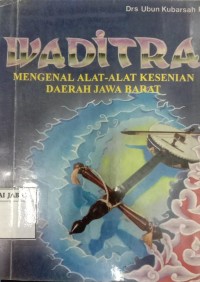 Drs Ubun Kubarsah
WADITRA
MENGENAL ALAT-ALAT KESENIAN
DAERAH JAWA BARAT